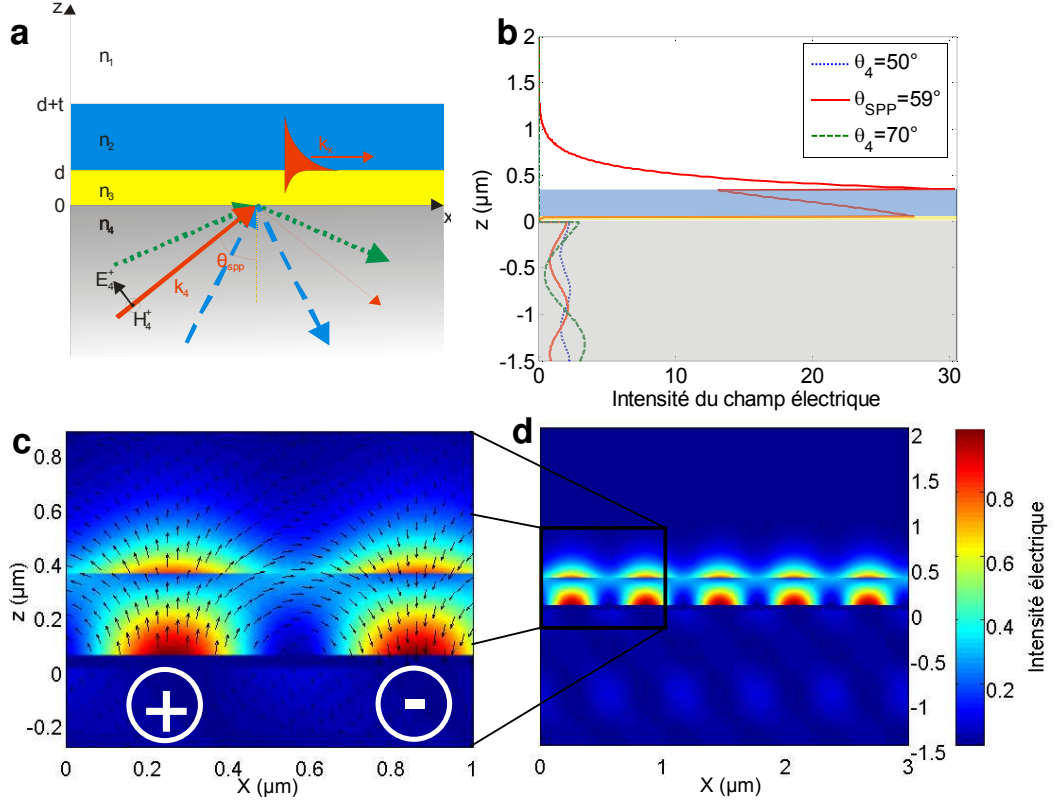 a
z
n₁
d+t
n₂
d
n₃
0
x
n₄
θspp
E₄⁺
k₄
H₄⁺
b
θ₄=50°
θSPP=59°
θ₄=70°
z (µm)
2
1.5
1
0.5
0
-0.5
-1
-1.5
0
10
20
30
Intensité du champ électrique
c
z (µm)
0.8
0.6
0.4
0.2
0
-0.2
+
-
0
0.2
0.4
0.6
0.8
1
X (µm)
d
2
1.5
1
0.5
0
-0.5
-1
-1.5
0
1
2
3
X (µm)
0.8
0.6
0.4
0.2
Intensité électrique